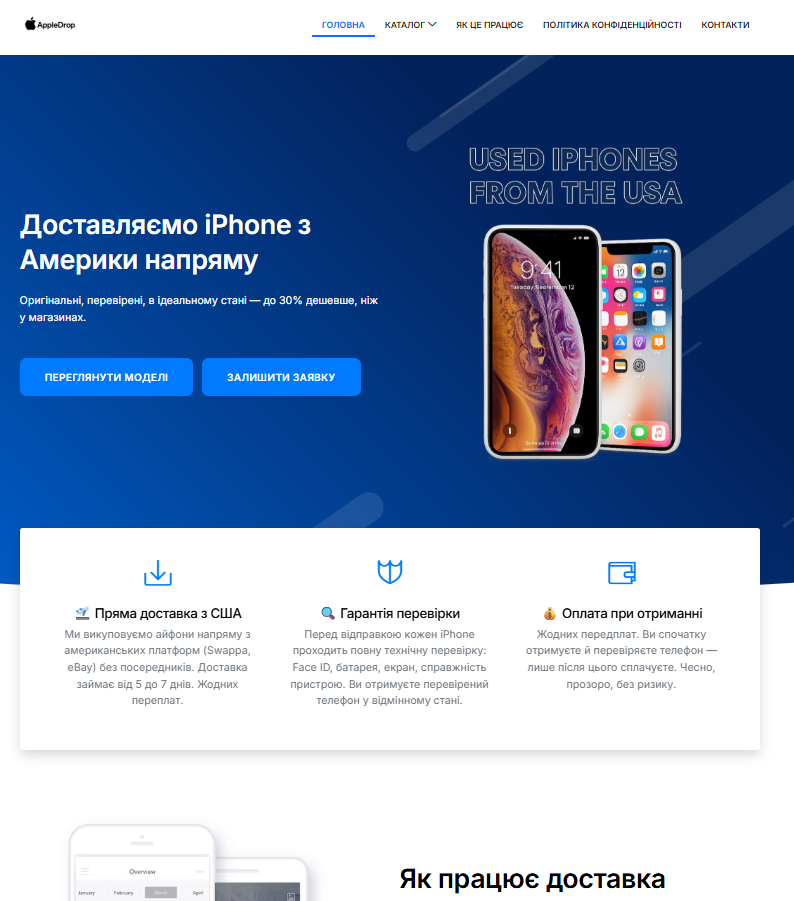 AppleDrop
ГОЛОВНА КАТАЛОГ ЯК ЦЕ ПРАЦЮЄ ПОЛІТИКА КОНФІДЕНЦІЙНОСТІ КОНТАКТИ
USED IPHONES
FROM THE USA
Доставляємо iPhone з
Америки напряму
Оригінальні, перевірені, в ідеальному стані — до 30% дешевше, ніж
у магазинах.
ПЕРЕГЛЯНУТИ МОДЕЛІ
ЗАЛИШИТИ ЗАЯВКУ
9:41
Tuesday, September 12
12
Пряма доставка з США
Ми викуповуємо айфони напряму з
американських платформ (Swappa,
eBay) без посередників. Доставка
займає від 5 до 7 днів. Жодних
переплат.
Гарантія перевірки
Перед відправкою кожен iPhone
проходить повну технічну перевірку:
Face ID, батарея, екран, справжність
пристрою. Ви отримуєте перевірений
телефон у відмінному стані.
Оплата при отриманні
Жодних передплат. Ви спочатку
отримуєте й перевіряєте телефон —
лише після цього сплачуєте. Чесно,
прозоро, без ризику.
Overview
January February March April
Як працює доставка